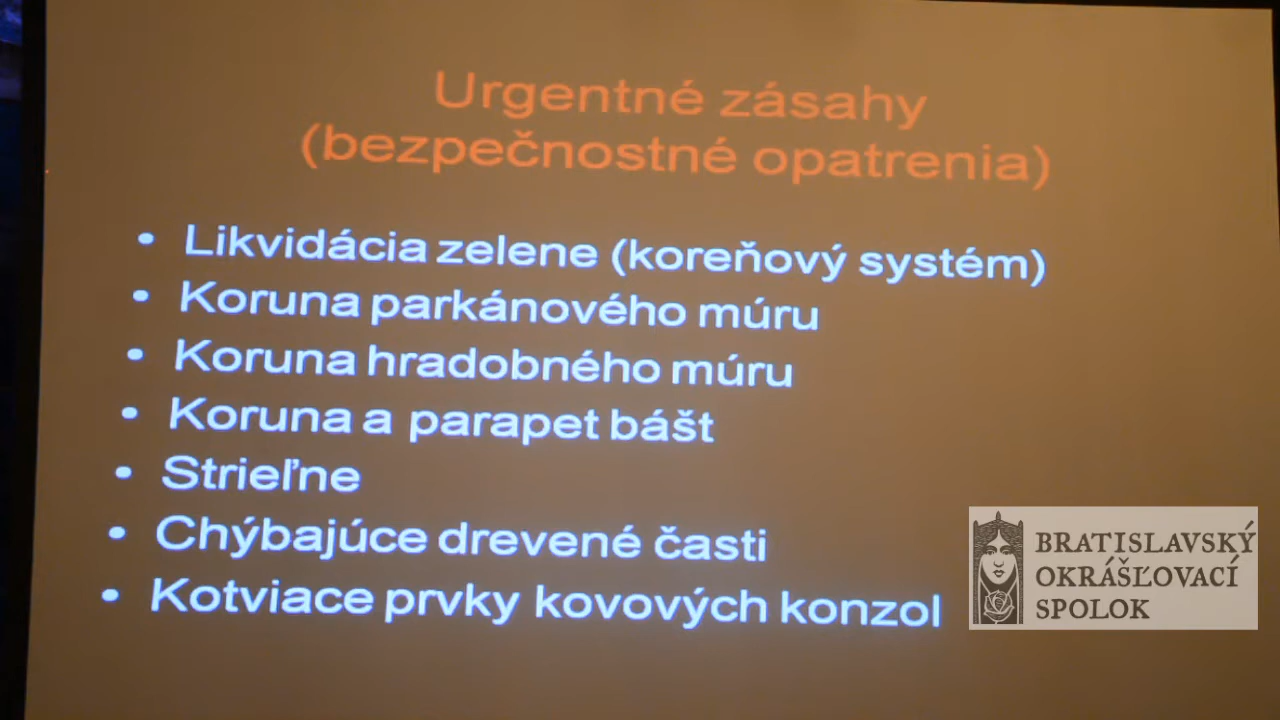 Urgentné zásahy
(bezpečnostné opatrenia)
• Likvidácia zelene (koreňový systém)
• Koruna parkánového múru
• Koruna hradobného múru
• Koruna a parapet bášt
• Strieľne
• Chýbajúce drevené časti
• Kotviace prvky kovových konzol
BRATISLAVSKÝ
OKRÁŠĽOVACÍ
SPOLOK